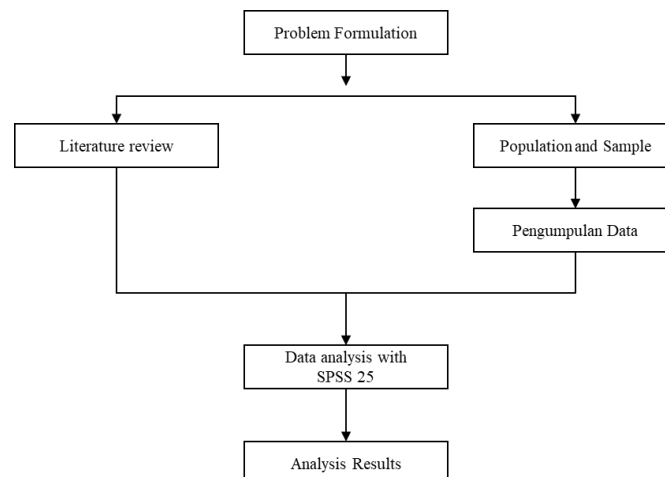 Problem Formulation
Literature review
Population and Sample
Pengumpulan Data
Data analysis with
SPSS 25
Analysis Results